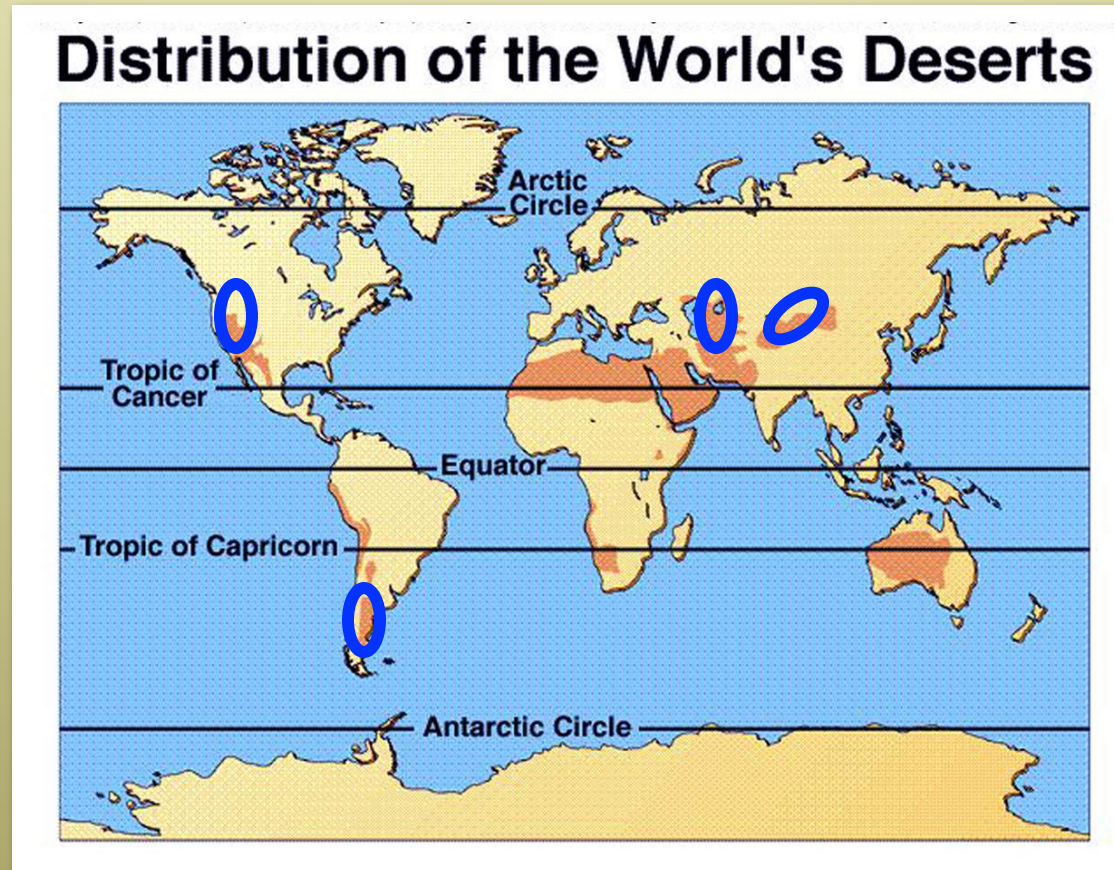 Distribution of the World's Deserts
Arctic
Circle
Tropic of
Cancer
Equator
Tropic of Capricorn
Antarctic Circle